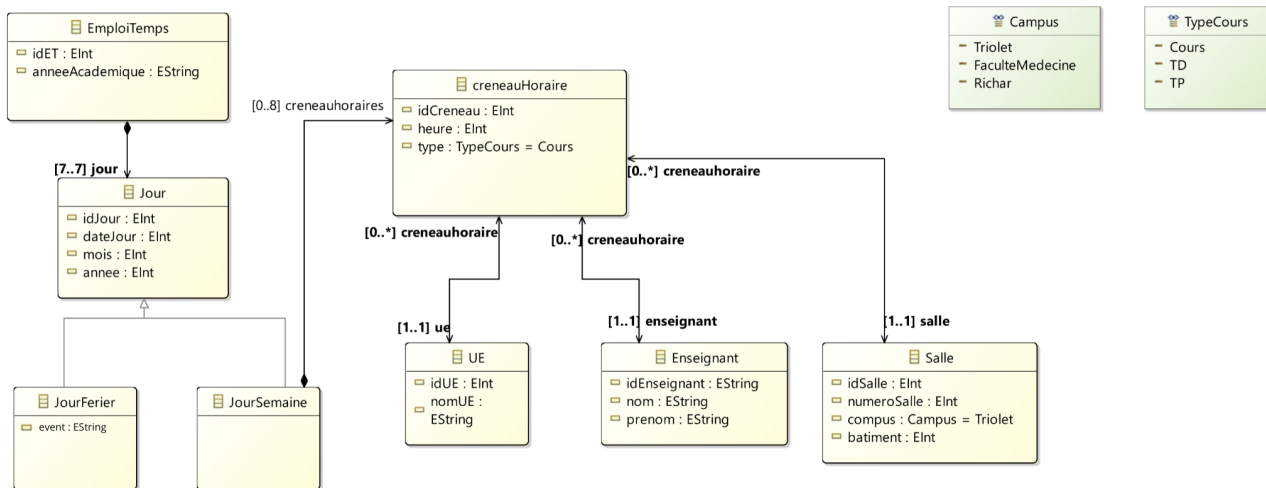 EmploiTemps
idET : EInt
anneeAcademique : EString
[7..7] jour
Jour
idJour : EInt
dateJour : EInt
mois : EInt
annee : EInt
JourFerier
event : EString
JourSemaine
[0..8] creneauhoraires
creneauHoraire
idCreneau : EInt
heure : EInt
type : TypeCours = Cours
[0..*] creneauhoraire
[0..*] creneauhoraire
[0..*] creneauhoraire
[1..1] ue
[1..1] enseignant
[1..1] salle
UE
idUE : EInt
nomUE :
EString
Enseignant
idEnseignant : EString
nom : EString
prenom : EString
Salle
idSalle : EInt
numeroSalle : EInt
compus : Campus = Triolet
batiment : EInt
Campus
Triolet
FaculteMedecine
Richar
TypeCours
Cours
TD
TP